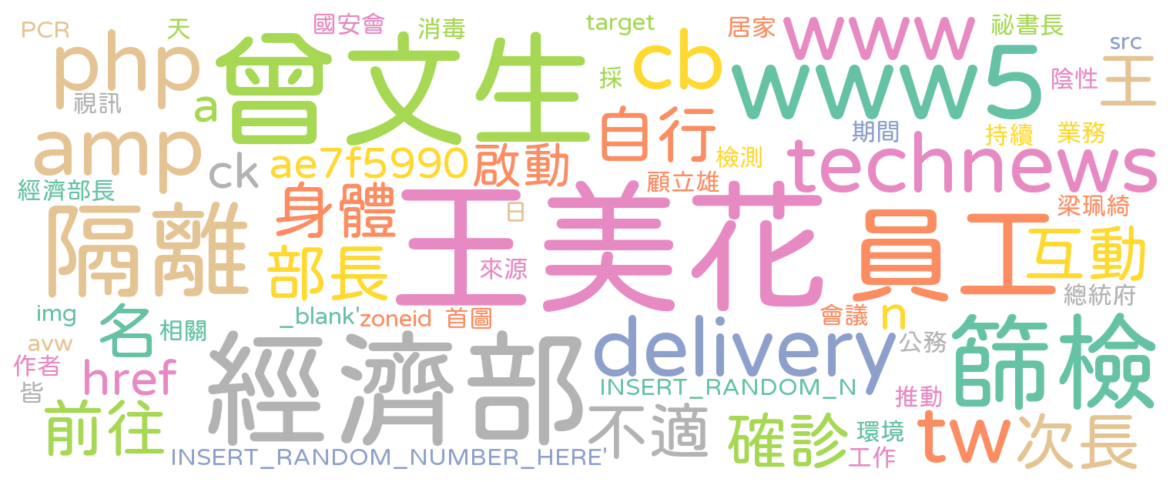 PCR
天
國安會
消毒
target
居家
祕書長
src
php
視訊
a
曾文生
採
cb
www
www5
陰性
王
amp
ck
ae7f5990
啟動
自行
檢測
期間
持續
業務
technews
經濟部長
隔離
身體
部長
日
來源
王美花
顧立雄
員工
梁珮綺
互動
總統府
img
avw
作者
皆
名
相關
href
_blank'
zoneid
首圖
經濟部
delivery
會議
n
公務
篩檢
INSERT_RANDOM_N
推動
前往
INSERT_RANDOM_NUMBER_HERE'
不適
確診
環境
工作
tw
次長